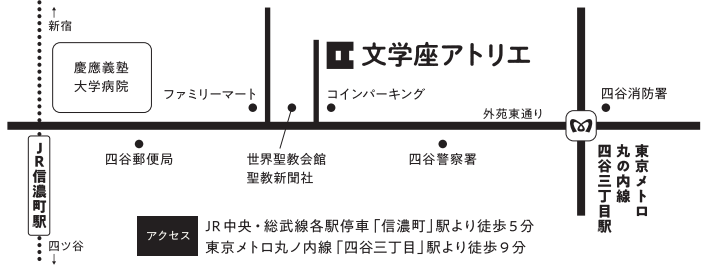 ↑
新宿
慶應義塾
大学病院
文学座アトリエ
ファミリーマート
コインパーキング
外苑東通り
四谷消防署
JR信濃町駅
四谷郵便局
世界聖教会館
聖教新聞社
四谷警察署
東京メトロ
丸の内線
四谷三丁目駅
四ツ谷
↓
アクセス
JR中央・総武線各駅停車「信濃町」駅より徒歩5分
東京メトロ丸ノ内線「四谷三丁目」駅より徒歩9分